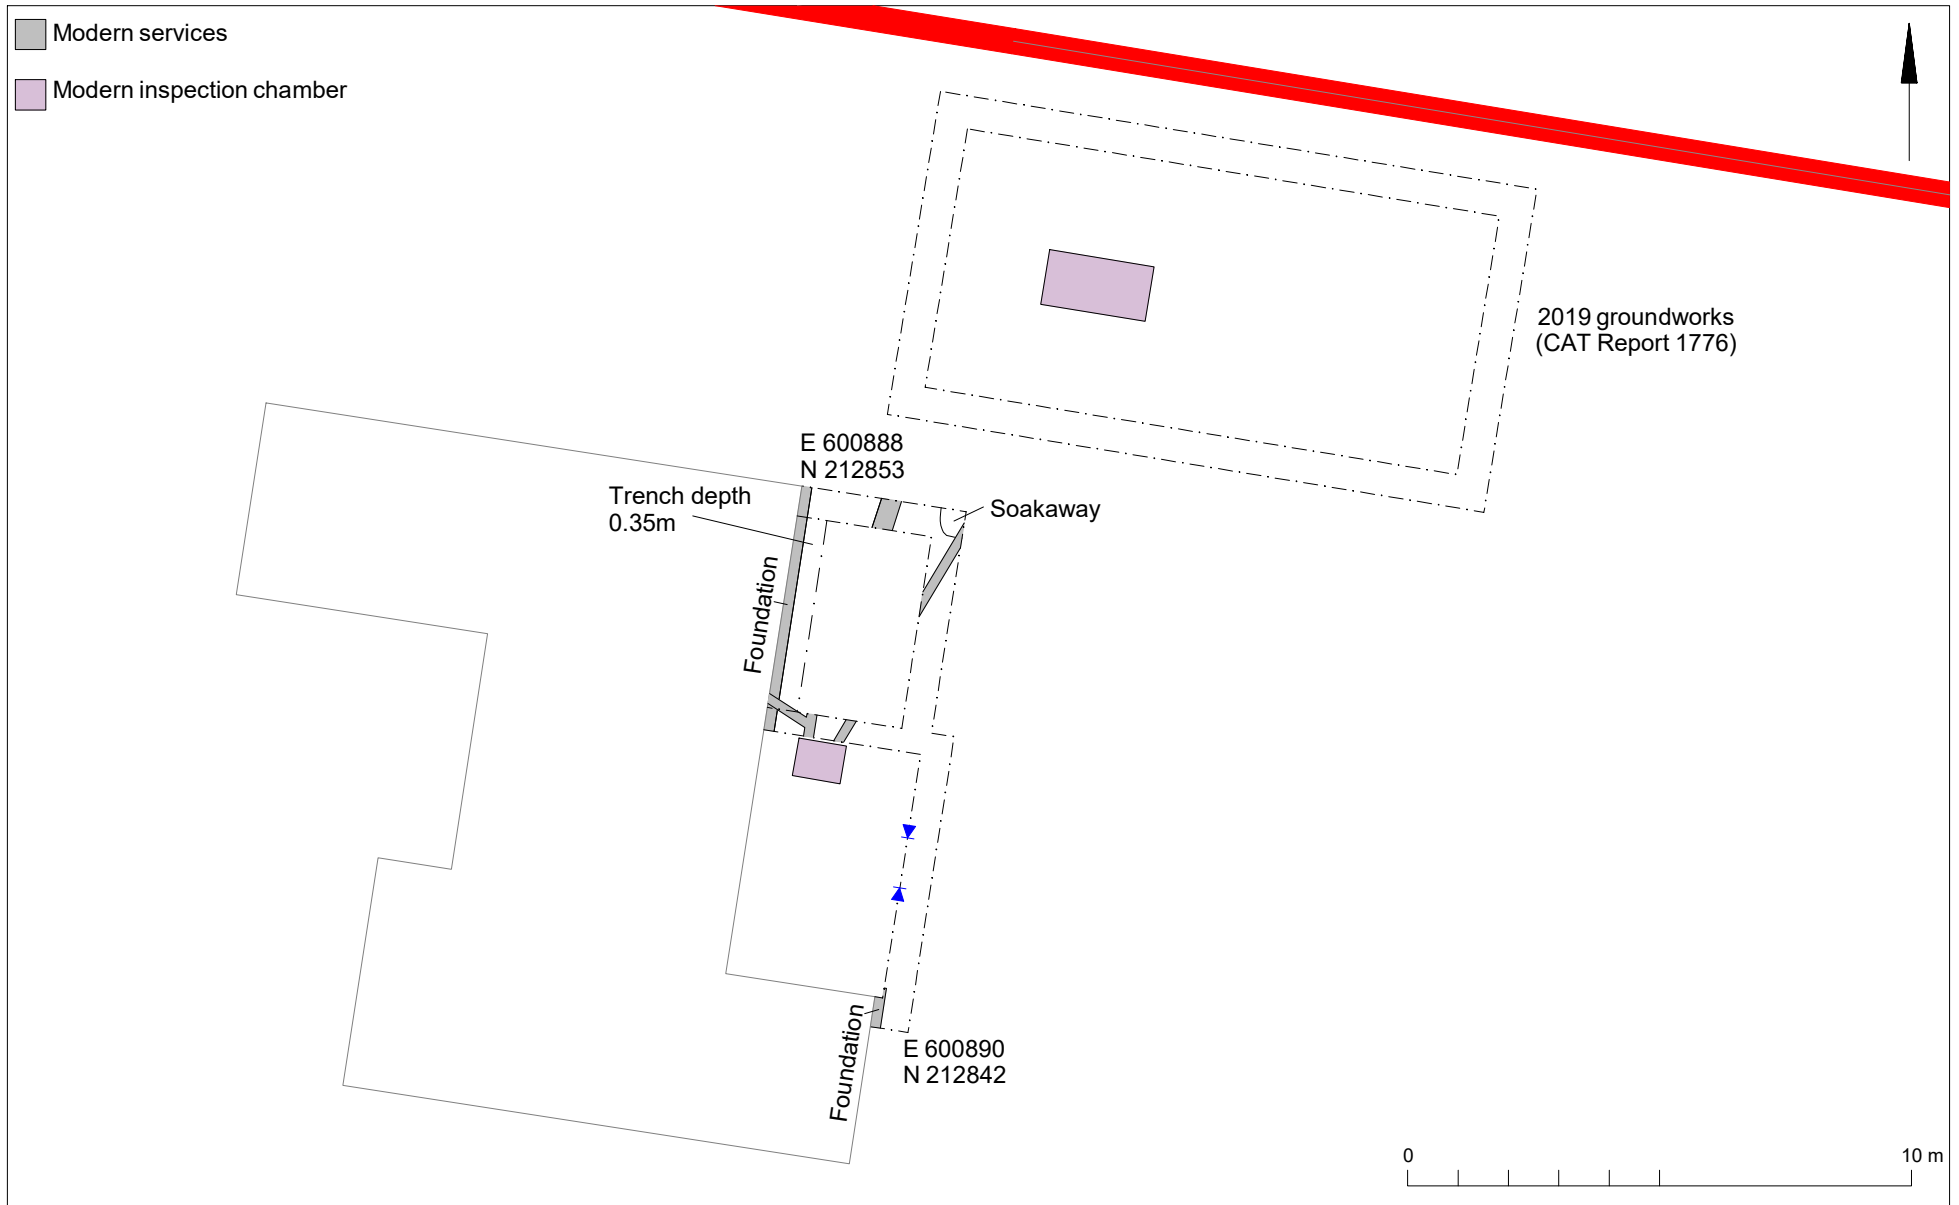 Modern services
Modern inspection chamber
2019 groundworks
(CAT Report 1776)
E 600888
N 212853
Trench depth
0.35m
Soakaway
Foundation
Foundation
E 600890
N 212842
0
10 m